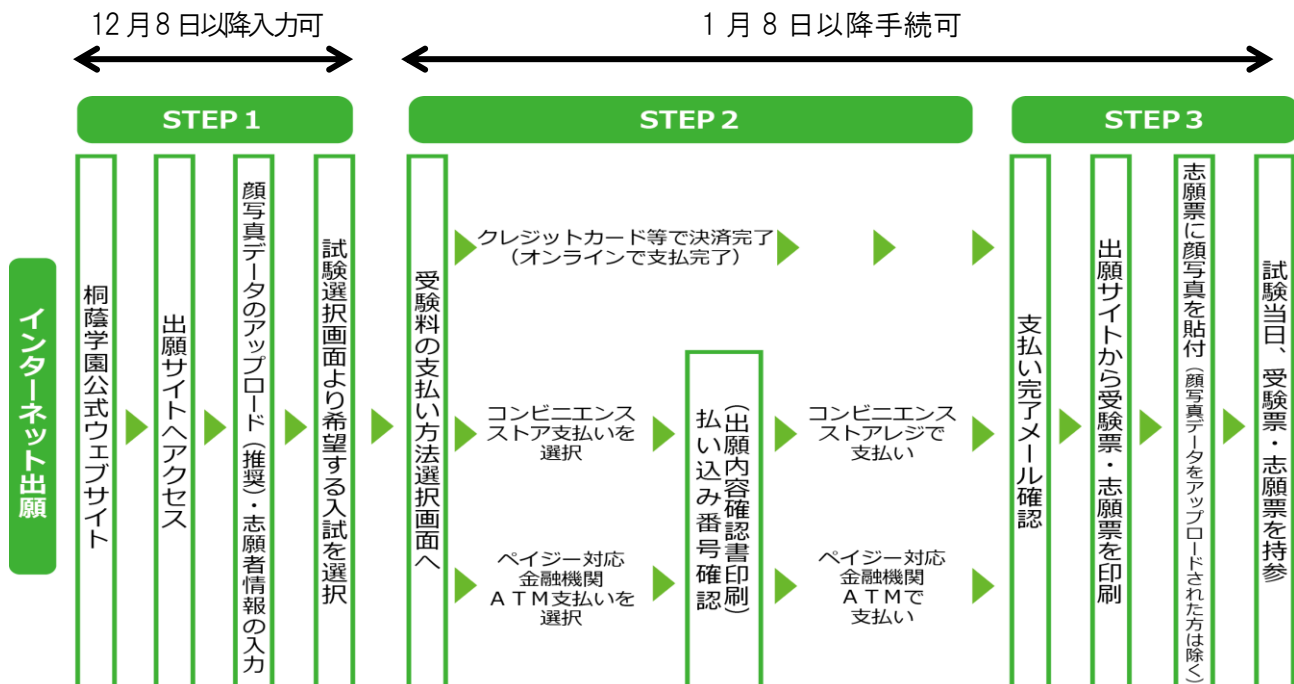 12月8日以降入力可
1月8日以降手続可
STEP 1
STEP 2
STEP 3
インターネット出願
桐蔭学園公式ウェブサイト
出願サイトへアクセス
顔写真データのアップロード（推奨）・志願者情報の入力
試験選択画面より希望する入試を選択
受験料の支払い方法選択画面へ
クレジットカード等で決済完了
（オンラインで支払完了）
コンビニエンス
ストア支払いを
選択
ペイジー対応
金融機関
ＡＴＭ支払いを
選択
（出願内容確認書印刷）
払い込み番号確認
コンビニエンス
ストアレジで
支払い
ペイジー対応
金融機関
ＡＴＭで
支払い
支払い完了メール確認
出願サイトから受験票・志願票を印刷
志願票に顔写真を貼付（顔写真データをアップロードされた方は除く）
試験当日、受験票・志願票を持参